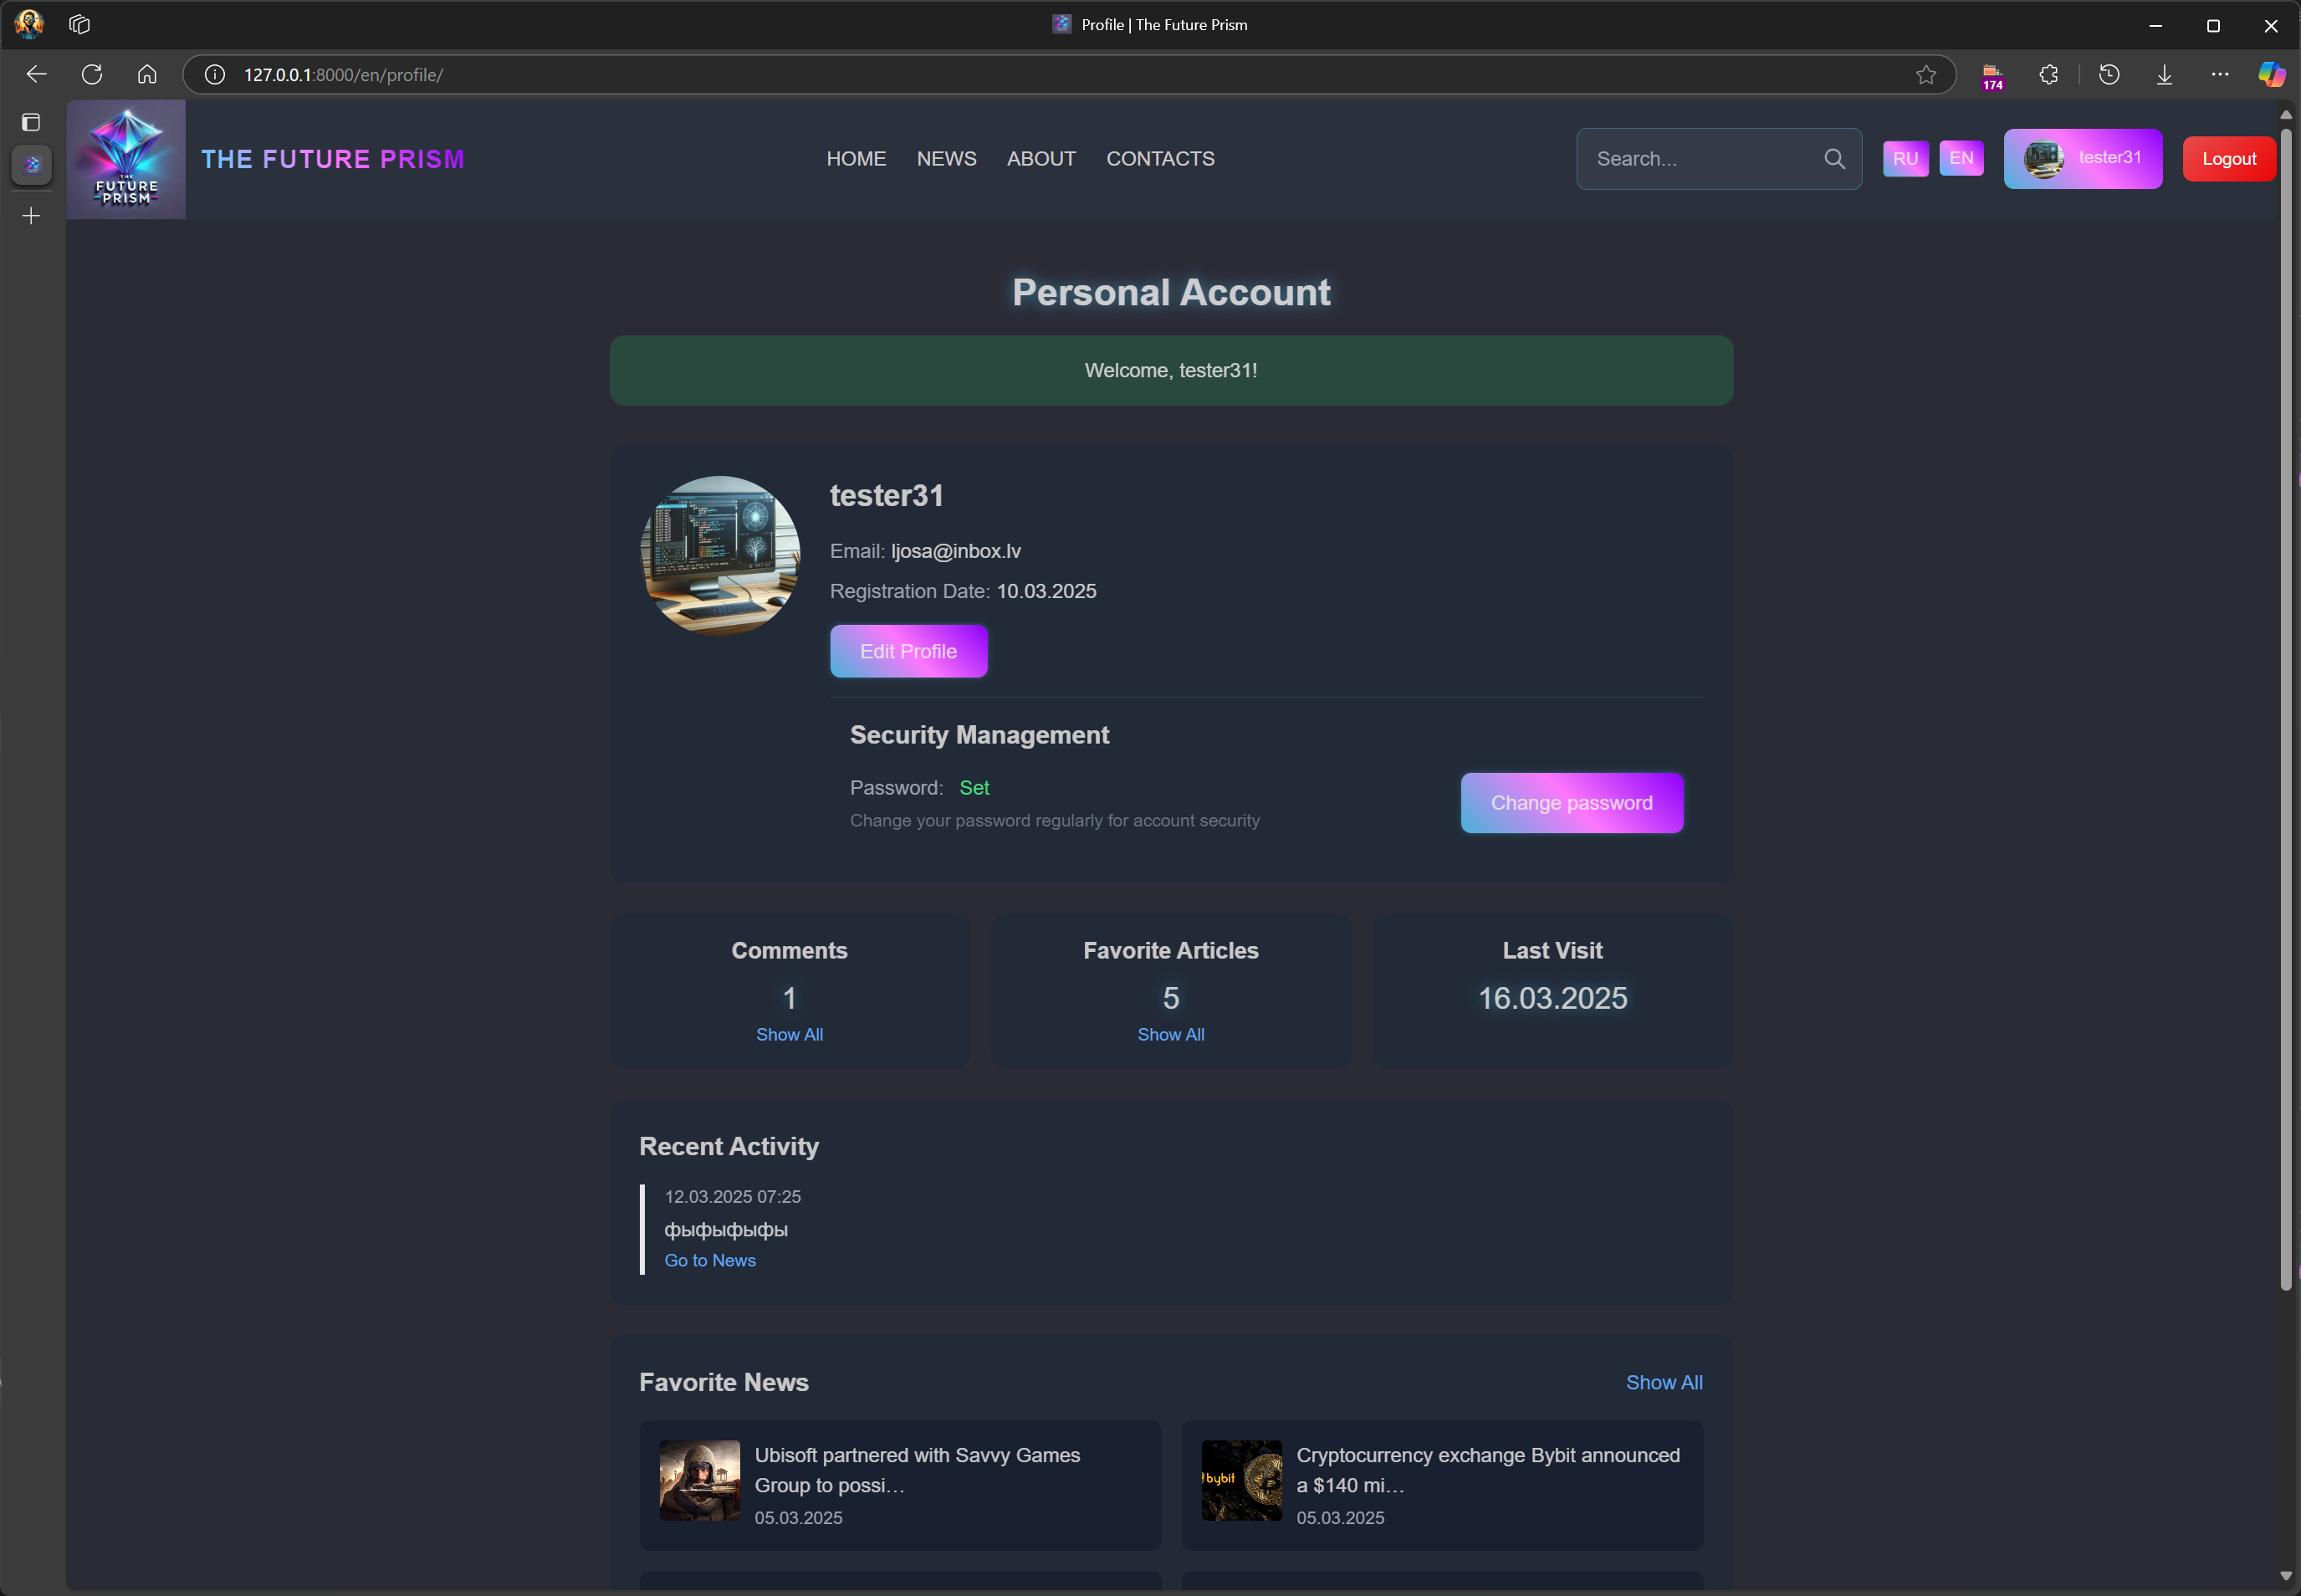 Profile | The Future Prism
127.0.0.1:8000/en/profile/
174
THE
FUTURE
PRISM
THE FUTURE PRISM
HOME
NEWS
ABOUT
CONTACTS
Search...
RU
EN
tester31
Logout
Personal Account
Welcome, tester31!
tester31
Email: ljosa@inbox.lv
Registration Date: 10.03.2025
Edit Profile
Security Management
Password: Set
Change your password regularly for account security
Change password
Comments
1
Show All
Favorite Articles
5
Show All
Last Visit
16.03.2025
Recent Activity
12.03.2025 07:25
фыфыфыфы
Go to News
Favorite News
Show All
Ubisoft partnered with Savvy Games
Group to possi…
05.03.2025
bybit
Cryptocurrency exchange Bybit announced
a $140 mi…
05.03.2025